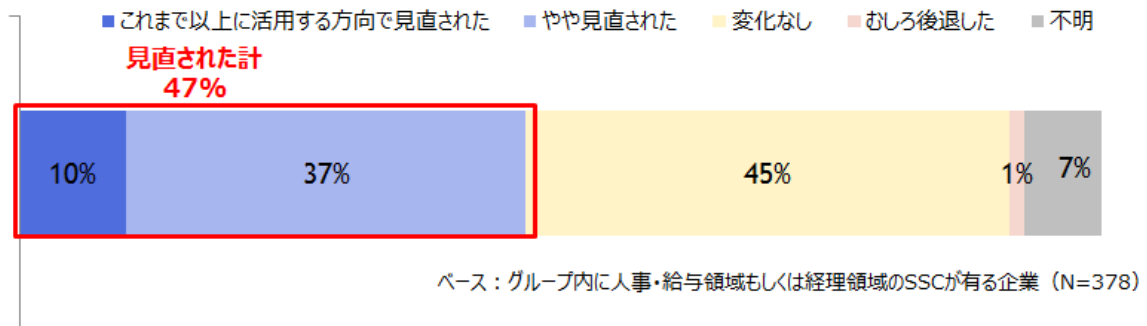 ■これまで以上に活用する方向で見直された ■やや見直された ■変化なし ■むしろ後退した ■不明
見直された計
47%
10% 37% 45% 1% 7%
ベース：グループ内に人事・給与領域もしくは経理領域のSSCが有る企業（N=378）